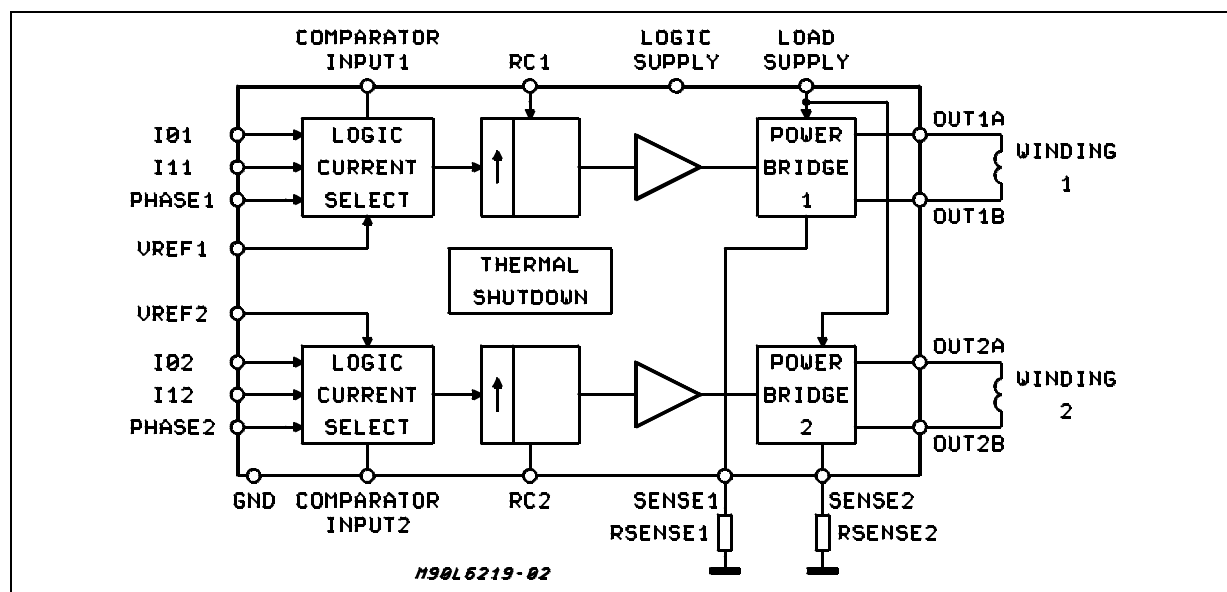 COMPARATOR
INPUT1
RC1
LOGIC
SUPPLY
LOAD
SUPPLY
I01
I11
PHASE1
VREF1
LOGIC
CURRENT
SELECT
POWER
BRIDGE
1
OUT1A
OUT1B
WINDING
1
THERMAL
SHUTDOWN
VREF2
I02
I12
PHASE2
LOGIC
CURRENT
SELECT
POWER
BRIDGE
2
OUT2A
OUT2B
WINDING
2
GND
COMPARATOR
INPUT2
RC2
SENSE1
RSENSE1
SENSE2
RSENSE2
M90L6219-02